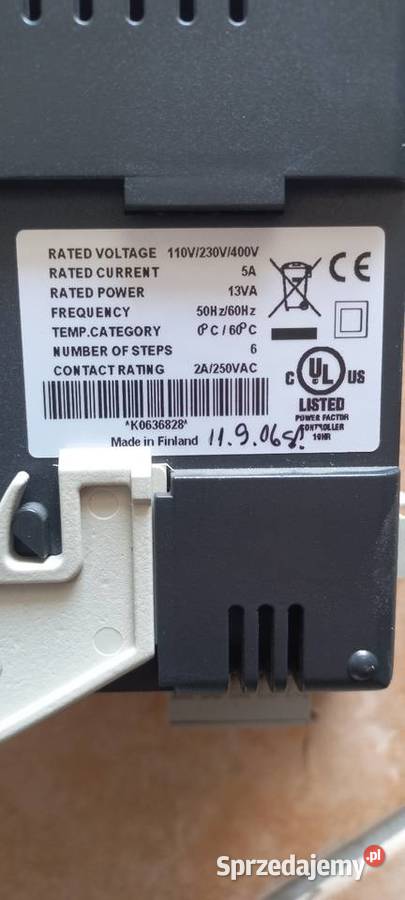 RATED VOLTAGE 110V/230V/400V
RATED CURRENT 5A
RATED POWER 13VA
FREQUENCY 50Hz/60Hz
TEMP.CATEGORY 0°C/60°C
NUMBER OF STEPS 6
CONTACT RATING 2A/250VAC
*K0636828*
Made in Finland 11.9.06
CE
C UL US
LISTED
POWER FACTOR
CONTROLLER
19HR
Sprzedajemy.pl